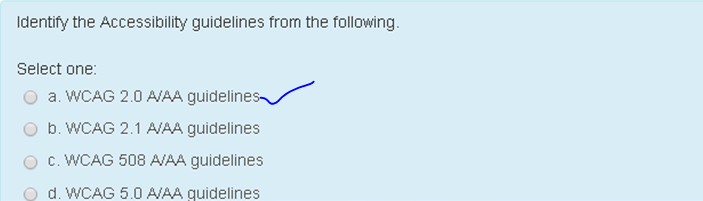 Identify the Accessibility guidelines from the following.
Select one:
a. WCAG 2.0 A/AA guidelines
b. WCAG 2.1 A/AA guidelines
c. WCAG 508 A/AA guidelines
d. WCAG 5.0 A/AA guidelines